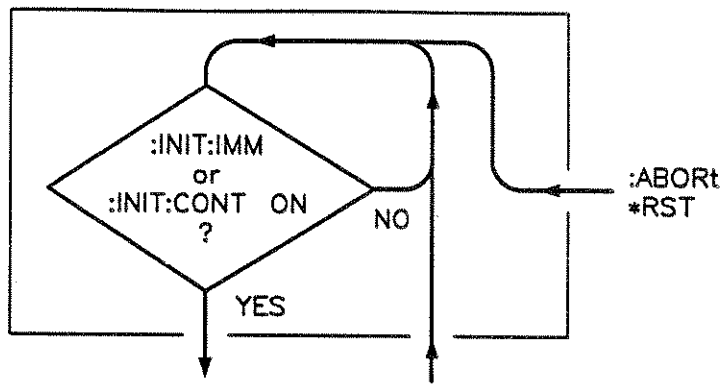 :INIT:IMM
or
:INIT:CONT ON
?
NO
YES
:ABORt
*RST